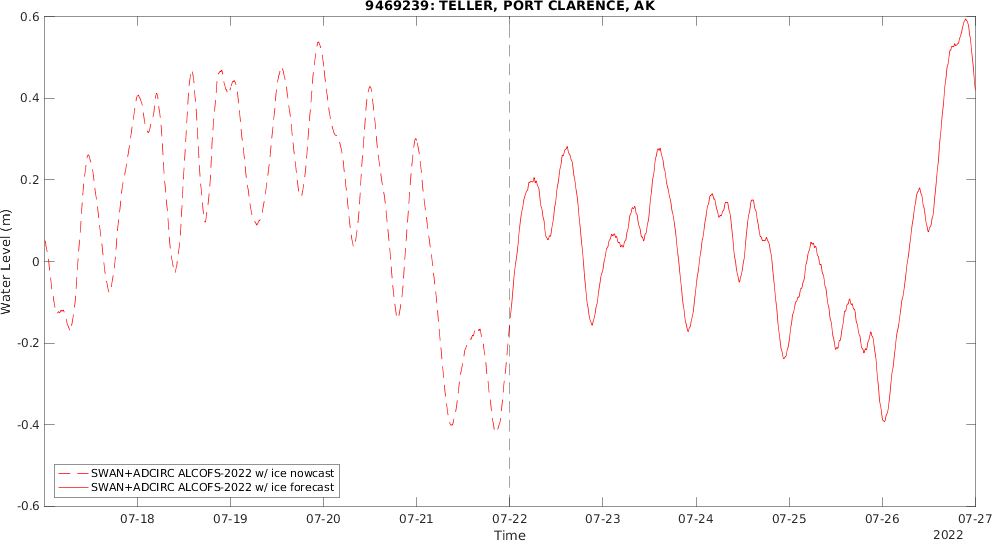 9469239: TELLER, PORT CLARENCE, AK
0.6
0.4
0.2
0
-0.2
-0.4
-0.6
Water Level (m)
SWAN+ADCIRC ALCOFS-2022 w/ ice nowcast
SWAN+ADCIRC ALCOFS-2022 w/ ice forecast
07-18 07-19 07-20 07-21 07-22 07-23 07-24 07-25 07-26 07-27
Time
2022